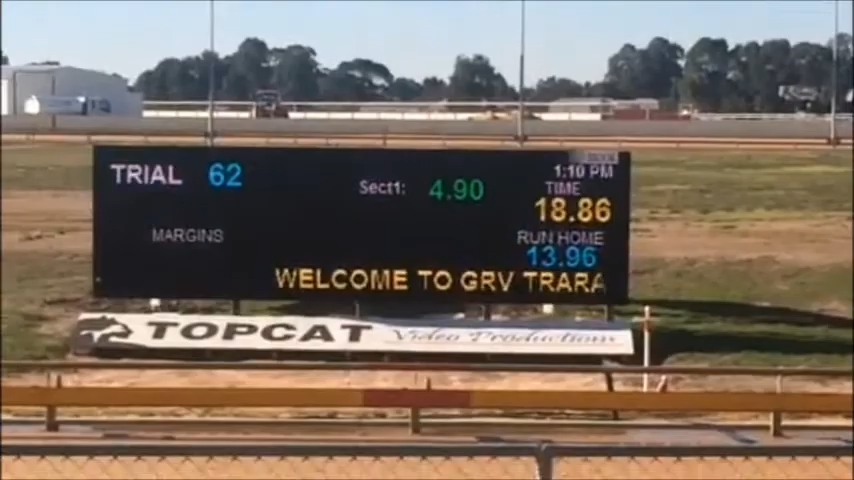 1:10 PM
TRIAL 62 Sect1: 4.90 TIME
18.86
MARGINS RUN HOME
13.96
WELCOME TO GRV TRARA
TOPCAT Video Productions